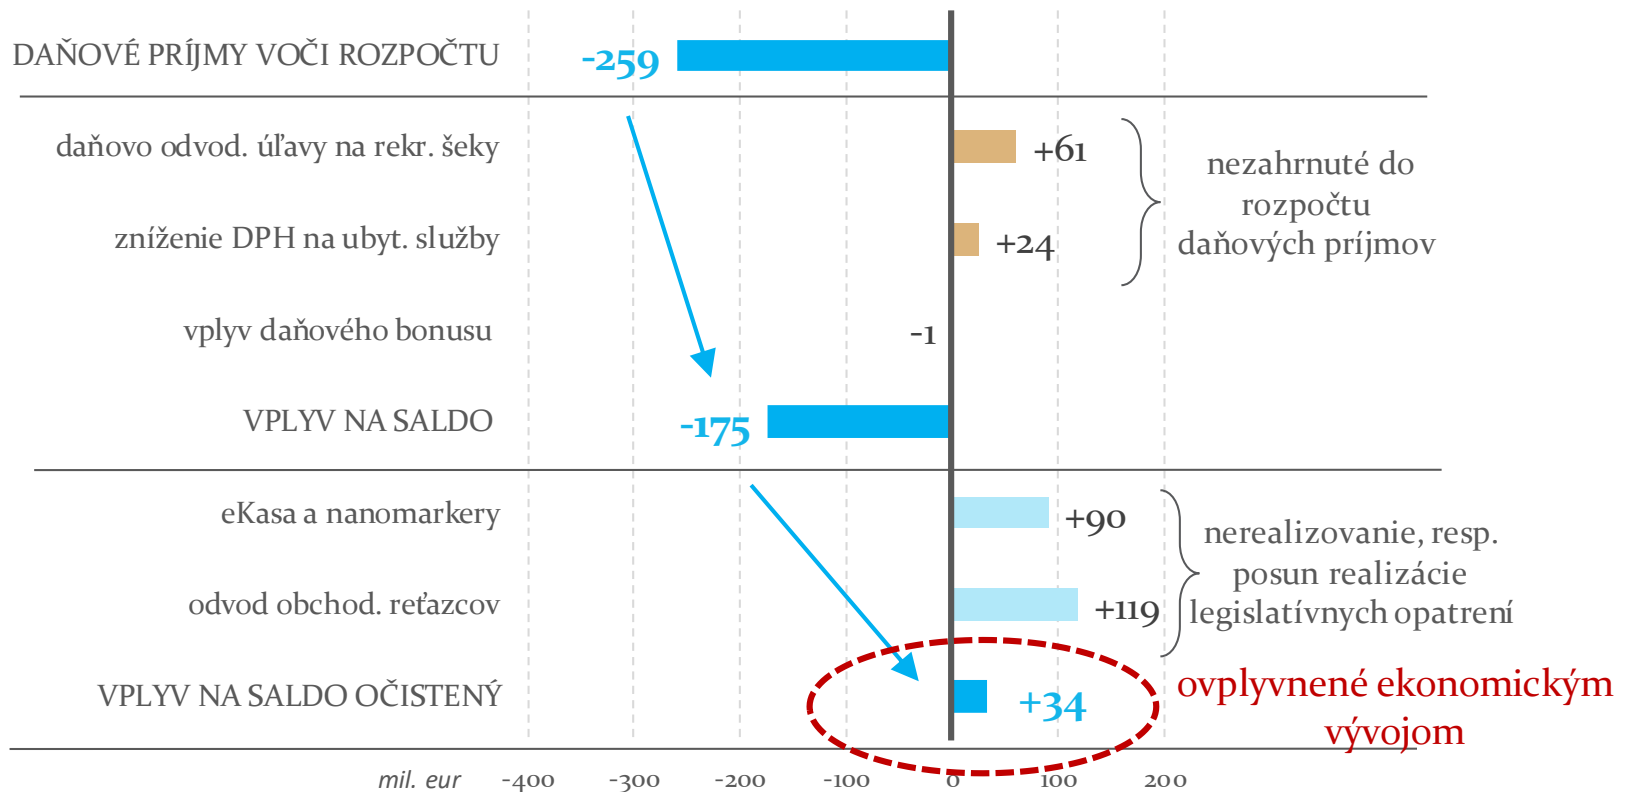 DAŇOVÉ PRÍJMY VOČI ROZPOČTU
-259
daňovo odvod. úľavy na rekr. šeky
+61
zníženie DPH na ubyt. služby
+24
nezahrnuté do
rozpočtu
daňových príjmov
vplyv daňového bonusu
-1
VPLYV NA SALDO
-175
eKasa a nanomarkery
+90
odvod obchod. reťazcov
+119
nerealizovanie, resp.
posun realizácie
legislatívnych opatrení
VPLYV NA SALDO OČISTENÝ
+34
ovplyvnené ekonomickým
vývojom
mil. eur -400 -300 -200 -100 0 100 200